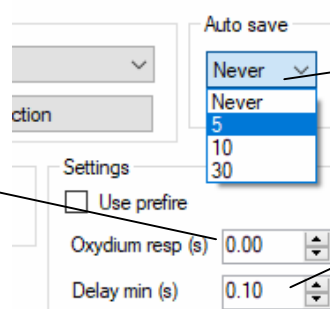 Auto save
Never
Never
ction
5
10
30
Settings
Use prefire
Oxydium resp (s) 0.00
Delay min (s) 0.10